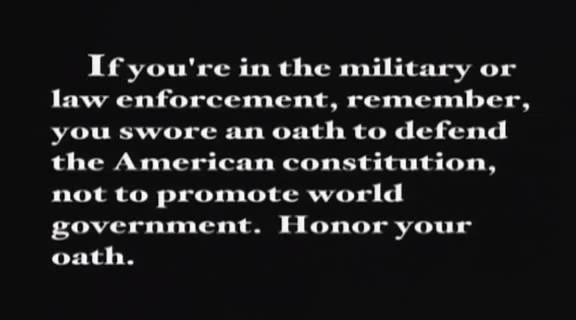 If you're in the military or
law enforcement, remember,
you swore an oath to defend
the American constitution,
not to promote world
government.  Honor your
oath.